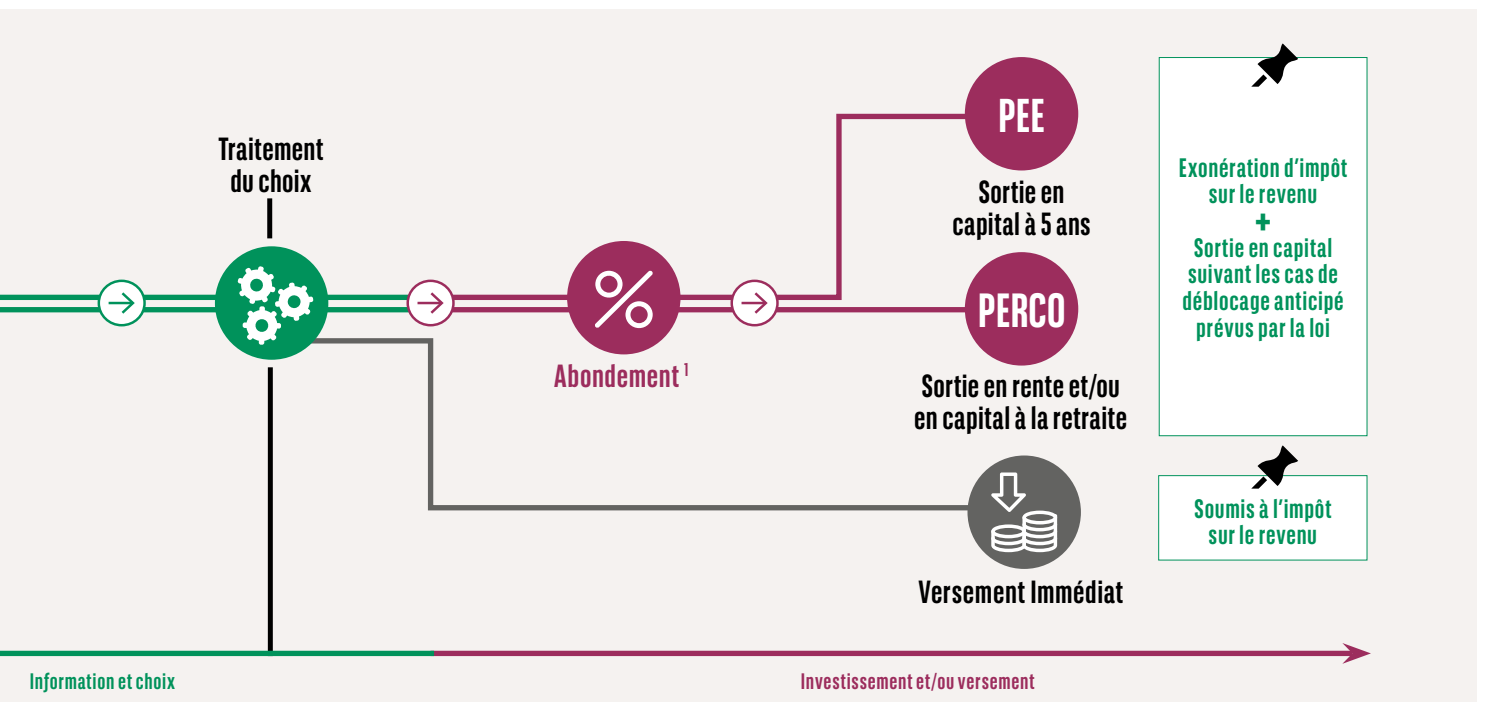 Traitement
du choix
Abondement 1
PEE
Sortie en
capital à 5 ans
PERCO
Sortie en rente et/ou
en capital à la retraite
Versement Immédiat
Exonération d'impôt
sur le revenu
+
Sortie en capital
suivant les cas de
déblocage anticipé
prévus par la loi
Soumis à l'impôt
sur le revenu
Information et choix
Investissement et/ou versement